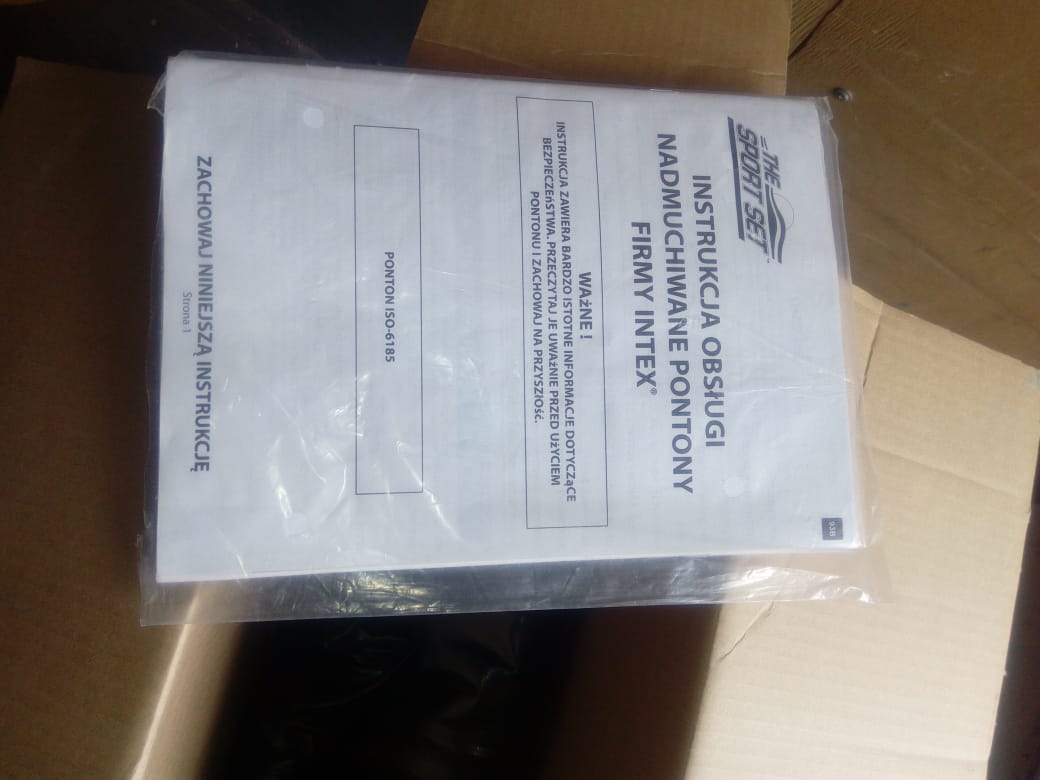 93B
THE
SPORT SET™
INSTRUKCJA OBSŁUGI
NADMUCHIWANE PONTONY
FIRMY INTEX®
WAżNE !
INSTRUKCJA ZAWIERA BARDZO ISTOTNE INFORMACJE DOTYCZąCE
BEZPIECZEńSTWA. PRZECZYTAJ JE UWAżNIE PRZED UżYCIEM
PONTONU I ZACHOWAJ NA PRZYSZŁOść.
PONTON ISO-6185
ZACHOWAJ NINIEJSZĄ INSTRUKCJĘ
Strona 1